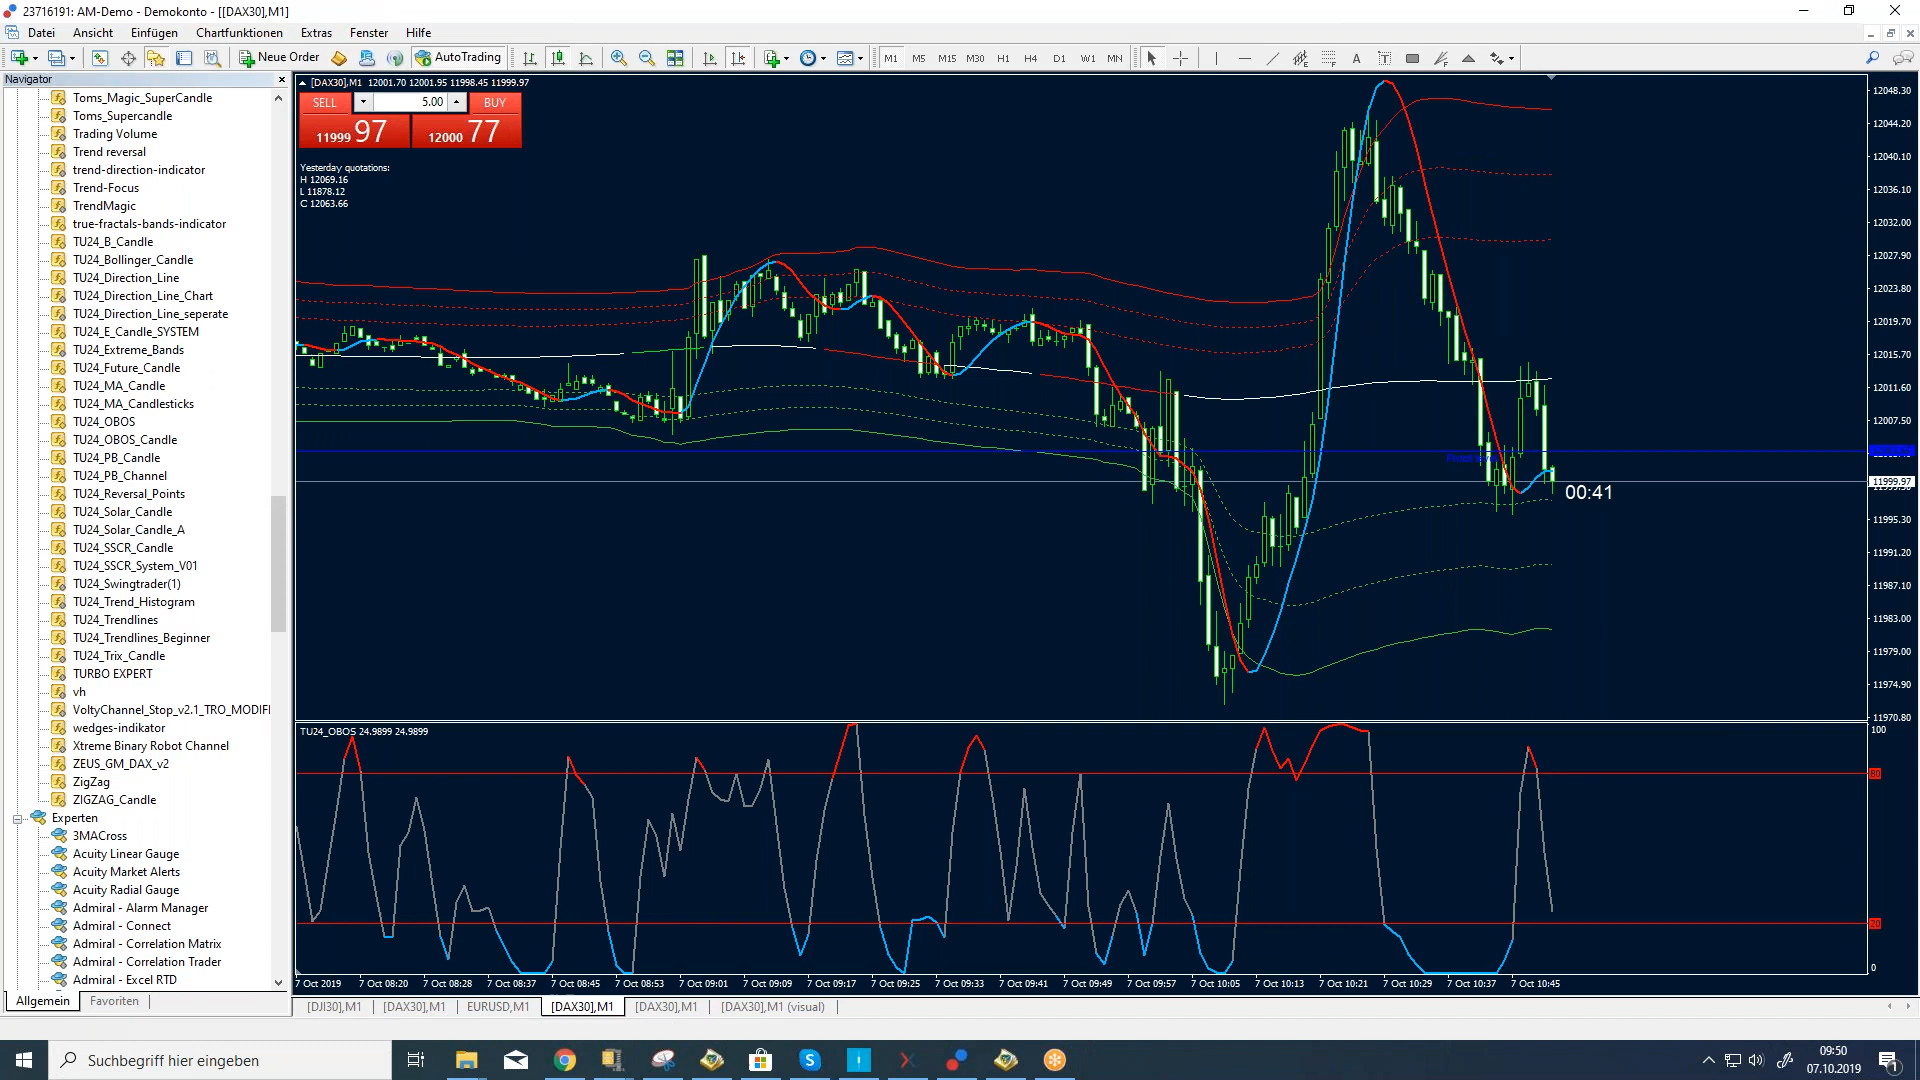 23716191: AM-Demo - Demokonto - [[DAX30],M1]
Datei Ansicht Einfügen Chartfunktionen Extras Fenster Hilfe
Neue Order AutoTrading M1 M5 M15 M30 H1 H4 D1 W1 MN A T
Navigator
Toms_Magic_SuperCandle
Toms_Supercandle
Trading Volume
Trend reversal
trend-direction-indicator
Trend-Focus
TrendMagic
true-fractals-bands-indicator
TU24_B_Candle
TU24_Bollinger_Candle
TU24_Direction_Line
TU24_Direction_Line_Chart
TU24_Direction_Line_seperate
TU24_E_Candle_SYSTEM
TU24_Extreme_Bands
TU24_Future_Candle
TU24_MA_Candle
TU24_MA_Candlesticks
TU24_OBOS
TU24_OBOS_Candle
TU24_PB_Candle
TU24_PB_Channel
TU24_Reversal_Points
TU24_Solar_Candle
TU24_Solar_Candle_A
TU24_SSCR_Candle
TU24_SSCR_System_V01
TU24_Swingtrader(1)
TU24_Trend_Histogram
TU24_Trendlines
TU24_Trendlines_Beginner
TU24_Trix_Candle
TURBO EXPERT
vh
VoltyChannel_Stop_v2.1_TRO_MODIFI
wedges-indikator
Xtreme Binary Robot Channel
ZEUS_GM_DAX_v2
ZigZag
ZIGZAG_Candle
Experten
3MACross
Acuity Linear Gauge
Acuity Market Alerts
Acuity Radial Gauge
Admiral - Alarm Manager
Admiral - Connect
Admiral - Correlation Matrix
Admiral - Correlation Trader
Admiral - Excel RTD
Allgemein Favoriten
[DAX30],M1 12001.70 12001.95 11998.45 11999.97
SELL 5.00 BUY
11999 97 12000 77
Yesterday quotations:
H 12069.16
L 11878.12
C 12063.66
00:41
12048.30
12044.20
12040.10
12036.10
12032.00
12027.90
12023.80
12019.70
12015.70
12011.60
12007.50
11999.97
11995.30
11991.20
11987.10
11983.00
11979.00
11974.90
11970.80
TU24_OBOS 24.9899 24.9899
100
80
20
0
7 Oct 2019 7 Oct 08:20 7 Oct 08:28 7 Oct 08:37 7 Oct 08:45 7 Oct 08:53 7 Oct 09:01 7 Oct 09:09 7 Oct 09:17 7 Oct 09:25 7 Oct 09:33 7 Oct 09:41 7 Oct 09:49 7 Oct 09:57 7 Oct 10:05 7 Oct 10:13 7 Oct 10:21 7 Oct 10:29 7 Oct 10:37 7 Oct 10:45
[DJI30],M1 [DAX30],M1 EURUSD,M1 [DAX30],M1 [DAX30],M1 [DAX30],M1 (visual)
Suchbegriff hier eingeben
09:50
07.10.2019
1